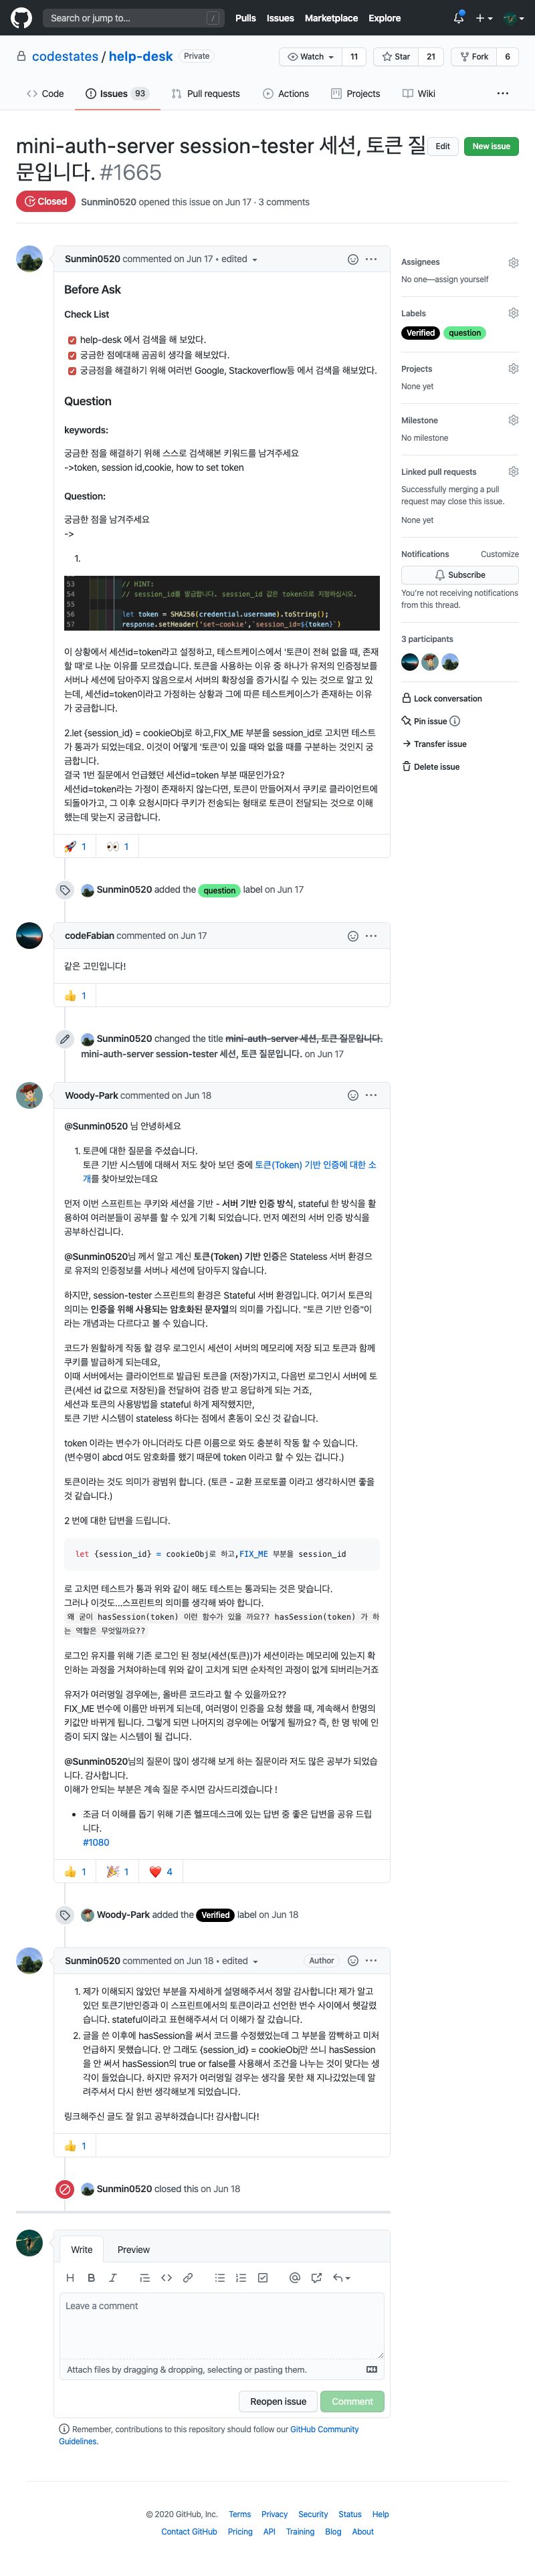 Search or jump to...
/
Pulls
Issues
Marketplace
Explore
codestates / help-desk
Private
Watch
11
Star
21
Fork
6
Code
Issues 93
Pull requests
Actions
Projects
Wiki
mini-auth-server session-tester 세션, 토큰 질
문입니다. #1665
Edit
New issue
Closed
Sunmin0520 opened this issue on Jun 17 · 3 comments
Sunmin0520 commented on Jun 17 • edited
Before Ask
Check List
help-desk 에서 검색을 해 보았다.
궁금한 점에대해 곰곰히 생각을 해보았다.
궁금점을 해결하기 위해 여러번 Google, Stackoverflow등 에서 검색을 해보았다.
Question
keywords:
궁금한 점을 해결하기 위해 스스로 검색해본 키워드를 남겨주세요
->token, session id,cookie, how to set token
Question:
궁금한 점을 남겨주세요
->
1.
53 // HINT:
54 // session_id를 발급합니다. session_id 값은 token으로 지정하십시오.
55
56 let token = SHA256(credential.username).toString();
57 response.setHeader('set-cookie',`session_id=${token}`)
이 상황에서 세션id=token라고 설정하고, 테스트케이스에서 '토큰이 전혀 없을 때, 존재
할 때'로 나눈 이유를 모르겠습니다. 토큰을 사용하는 이유 중 하나가 유저의 인증정보를
서버나 세션에 담아두지 않음으로서 서버의 확장성을 증가시킬 수 있는 것으로 알고 있
는데, 세션id=token이라고 가정하는 상황과 그에 따른 테스트케이스가 존재하는 이유
가 궁금합니다.
2.let {session_id} = cookieObj로 하고,FIX_ME 부분을 session_id로 고치면 테스트
가 통과가 되었는데요. 이것이 어떻게 '토큰'이 있을 때와 없을 때를 구분하는 것인지 궁
금합니다.
결국 1번 질문에서 언급했던 세션id=token 부분 때문인가요?
세션id=token라는 가정이 존재하지 않는다면, 토큰이 만들어져서 쿠키로 클라이언트에
되돌아가고, 그 이후 요청시마다 쿠키가 전송되는 형태로 토큰이 전달되는 것으로 이해
했는데 맞는지 궁금합니다.
🚀 1
👀 1
Sunmin0520 added the question label on Jun 17
codeFabian commented on Jun 17
같은 고민입니다!
👍 1
Sunmin0520 changed the title mini-auth-server 세션, 토큰 질문입니다.
mini-auth-server session-tester 세션, 토큰 질문입니다. on Jun 17
Woody-Park commented on Jun 18
@Sunmin0520 님 안녕하세요
1. 토큰에 대한 질문을 주셨습니다.
토큰 기반 시스템에 대해서 저도 찾아 보던 중에 토큰(Token) 기반 인증에 대한 소
개를 찾아보았는데요
먼저 이번 스프린트는 쿠키와 세션을 기반 - 서버 기반 인증 방식, stateful 한 방식을 활
용하여 여러분들이 공부를 할 수 있게 기획 되었습니다. 먼저 예전의 서버 인증 방식을
공부하신겁니다.
@Sunmin0520님 께서 알고 계신 토큰(Token) 기반 인증은 Stateless 서버 환경으
로 유저의 인증정보를 서버나 세션에 담아두지 않습니다.
하지만, session-tester 스프린트의 환경은 Stateful 서버 환경입니다. 여기서 토큰의
의미는 인증을 위해 사용되는 암호화된 문자열의 의미를 가집니다. "토큰 기반 인증"이
라는 개념과는 다르다고 볼 수 있습니다.
코드가 원할하게 작동 할 경우 로그인시 세션이 서버의 메모리에 저장 되고 토큰과 함께
쿠키를 발급하게 되는데요,
이때 서버에서는 클라이언트로 발급된 토큰을 (저장)가지고, 다음번 로그인시 서버에 토
큰(세션 id 값으로 저장된)을 전달하여 검증 받고 응답하게 되는 거죠,
세션과 토큰의 사용방법을 stateful 하게 제작했지만,
토큰 기반 시스템이 stateless 하다는 점에서 혼동이 오신 것 같습니다.
token 이라는 변수가 아니더라도 다른 이름으로 와도 충분히 작동 할 수 있습니다.
(변수명이 abcd 여도 암호화를 했기 때문에 token 이라고 할 수 있는 겁니다.)
토큰이라는 것도 의미가 광범위 합니다. (토큰 - 교환 프로토콜 이라고 생각하시면 좋을
것 같습니다.)
2 번에 대한 답변을 드립니다.
let {session_id} = cookieObj로 하고,FIX_ME 부분을 session_id
로 고치면 테스트가 통과 위와 같이 해도 테스트는 통과되는 것은 맞습니다.
그러나 이것도...스프린트의 의미를 생각해 봐야 합니다.
왜 굳이 hasSession(token) 이런 함수가 있을 까요?? hasSession(token) 가 하
는 역할은 무엇일까요??
로그인 유지를 위해 기존 로그인 된 정보(세션(토큰))가 세션이라는 메모리에 있는지 확
인하는 과정을 거쳐야하는데 위와 같이 고치게 되면 순차적인 과정이 없게 되버리는거죠
유저가 여러명일 경우에는, 올바른 코드라고 할 수 있을까요??
FIX_ME 변수에 이름만 바뀌게 되는데, 여러명이 인증을 요청 했을 때, 계속해서 한명의
키값만 바뀌게 됩니다. 그렇게 되면 나머지의 경우에는 어떻게 될까요? 즉, 한 명 밖에 인
증이 되지 않는 시스템이 될 겁니다.
@Sunmin0520님의 질문이 많이 생각해 보게 하는 질문이라 저도 많은 공부가 되었습
니다. 감사합니다.
이해가 안되는 부분은 계속 질문 주시면 감사드리겠습니다 !
• 조금 더 이해를 돕기 위해 기존 헬프데스크에 있는 답변 중 좋은 답변을 공유 드립
니다.
#1080
👍 1
🎉 1
❤️ 4
Woody-Park added the Verified label on Jun 18
Sunmin0520 commented on Jun 18 • edited
Author
1. 제가 이해되지 않았던 부분을 자세하게 설명해주셔서 정말 감사합니다! 제가 알고
있던 토큰기반인증과 이 스프린트에서의 토큰이라고 선언한 변수 사이에서 헷갈렸
습니다. stateful이라고 표현해주셔서 더 이해가 잘 갔습니다.
2. 글을 쓴 이후에 hasSession을 써서 코드를 수정했었는데 그 부분을 깜빡하고 미처
언급하지 못했습니다. 안 그래도 {session_id} = cookieObj만 쓰니 hasSession
을 안 써서 hasSession의 true or false를 사용해서 조건을 나누는 것이 맞다는 생
각이 들었습니다. 하지만 유저가 여러명일 경우는 생각을 못한 채 지나갔었는데 알
려주셔서 다시 한번 생각해보게 되었습니다.
링크해주신 글도 잘 읽고 공부하겠습니다! 감사합니다!
👍 1
Sunmin0520 closed this on Jun 18
Write
Preview
Leave a comment
Attach files by dragging & dropping, selecting or pasting them.
Reopen issue
Comment
Remember, contributions to this repository should follow our GitHub Community
Guidelines.
Assignees
No one—assign yourself
Labels
Verified
question
Projects
None yet
Milestone
No milestone
Linked pull requests
Successfully merging a pull
request may close this issue.
None yet
Notifications
Customize
Subscribe
You're not receiving notifications
from this thread.
3 participants
Lock conversation
Pin issue
Transfer issue
Delete issue
© 2020 GitHub, Inc.
Terms
Privacy
Security
Status
Help
Contact GitHub
Pricing
API
Training
Blog
About